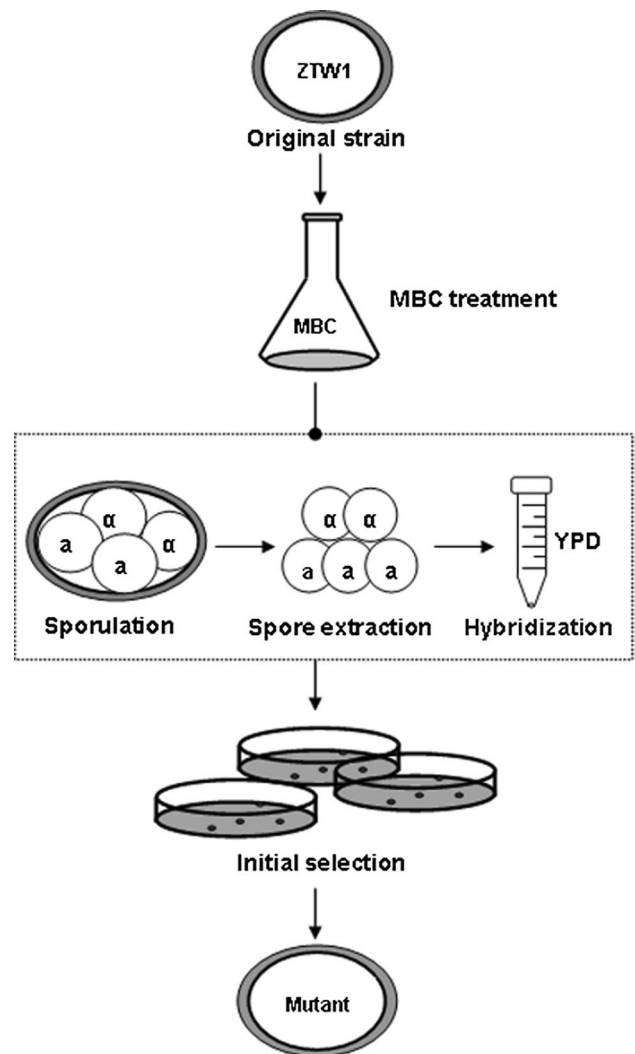 ZTW1
Original strain
MBC
MBC treatment
α
a
α
a
α α
a a a
YPD
Sporulation
Spore extraction
Hybridization
Initial selection
Mutant